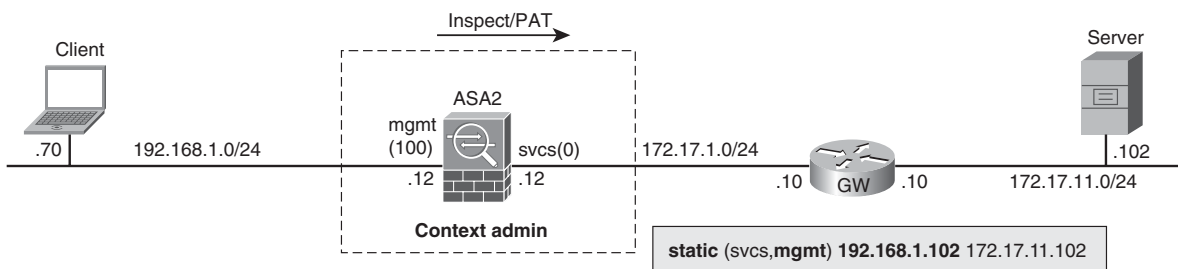 Inspect/PAT
Client
Server
ASA2
mgmt
(100)
svcs(0)
.70
192.168.1.0/24
172.17.1.0/24
.102
.12
.12
.10
GW
.10
172.17.11.0/24
Context admin
static (svcs,mgmt) 192.168.1.102 172.17.11.102